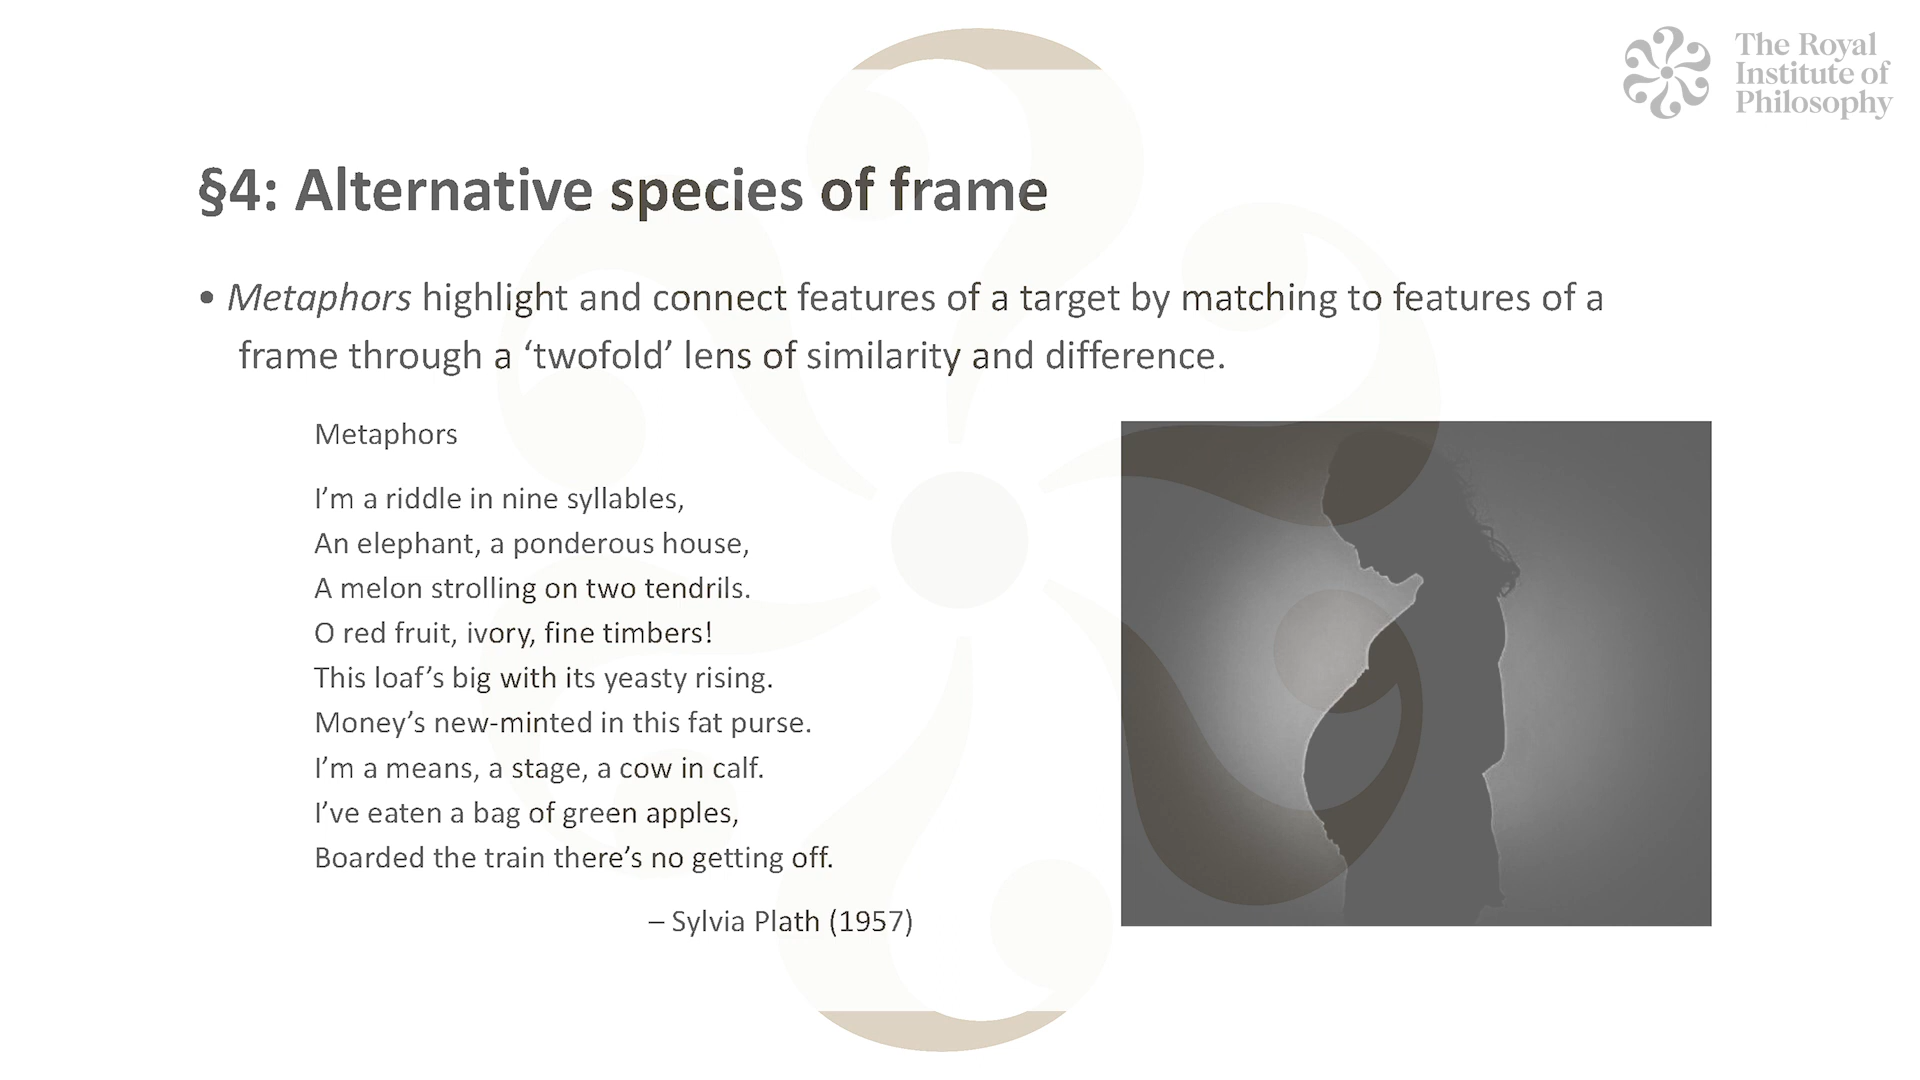 The Royal
Institute of
Philosophy
§4: Alternative species of frame
• Metaphors highlight and connect features of a target by matching to features of a
frame through a ‘twofold’ lens of similarity and difference.
Metaphors
I’m a riddle in nine syllables,
An elephant, a ponderous house,
A melon strolling on two tendrils.
O red fruit, ivory, fine timbers!
This loaf’s big with its yeasty rising.
Money’s new-minted in this fat purse.
I’m a means, a stage, a cow in calf.
I’ve eaten a bag of green apples,
Boarded the train there’s no getting off.
– Sylvia Plath (1957)